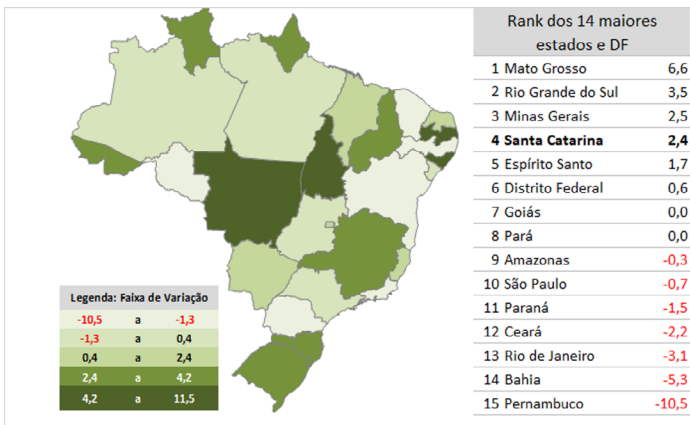 Rank dos 14 maiores
estados e DF
1 Mato Grosso 6,6
2 Rio Grande do Sul 3,5
3 Minas Gerais 2,5
4 Santa Catarina 2,4
5 Espírito Santo 1,7
6 Distrito Federal 0,6
7 Goiás 0,0
8 Pará 0,0
9 Amazonas -0,3
10 São Paulo -0,7
11 Paraná -1,5
12 Ceará -2,2
13 Rio de Janeiro -3,1
14 Bahia -5,3
15 Pernambuco -10,5
Legenda: Faixa de Variação
-10,5 a -1,3
-1,3 a 0,4
0,4 a 2,4
2,4 a 4,2
4,2 a 11,5